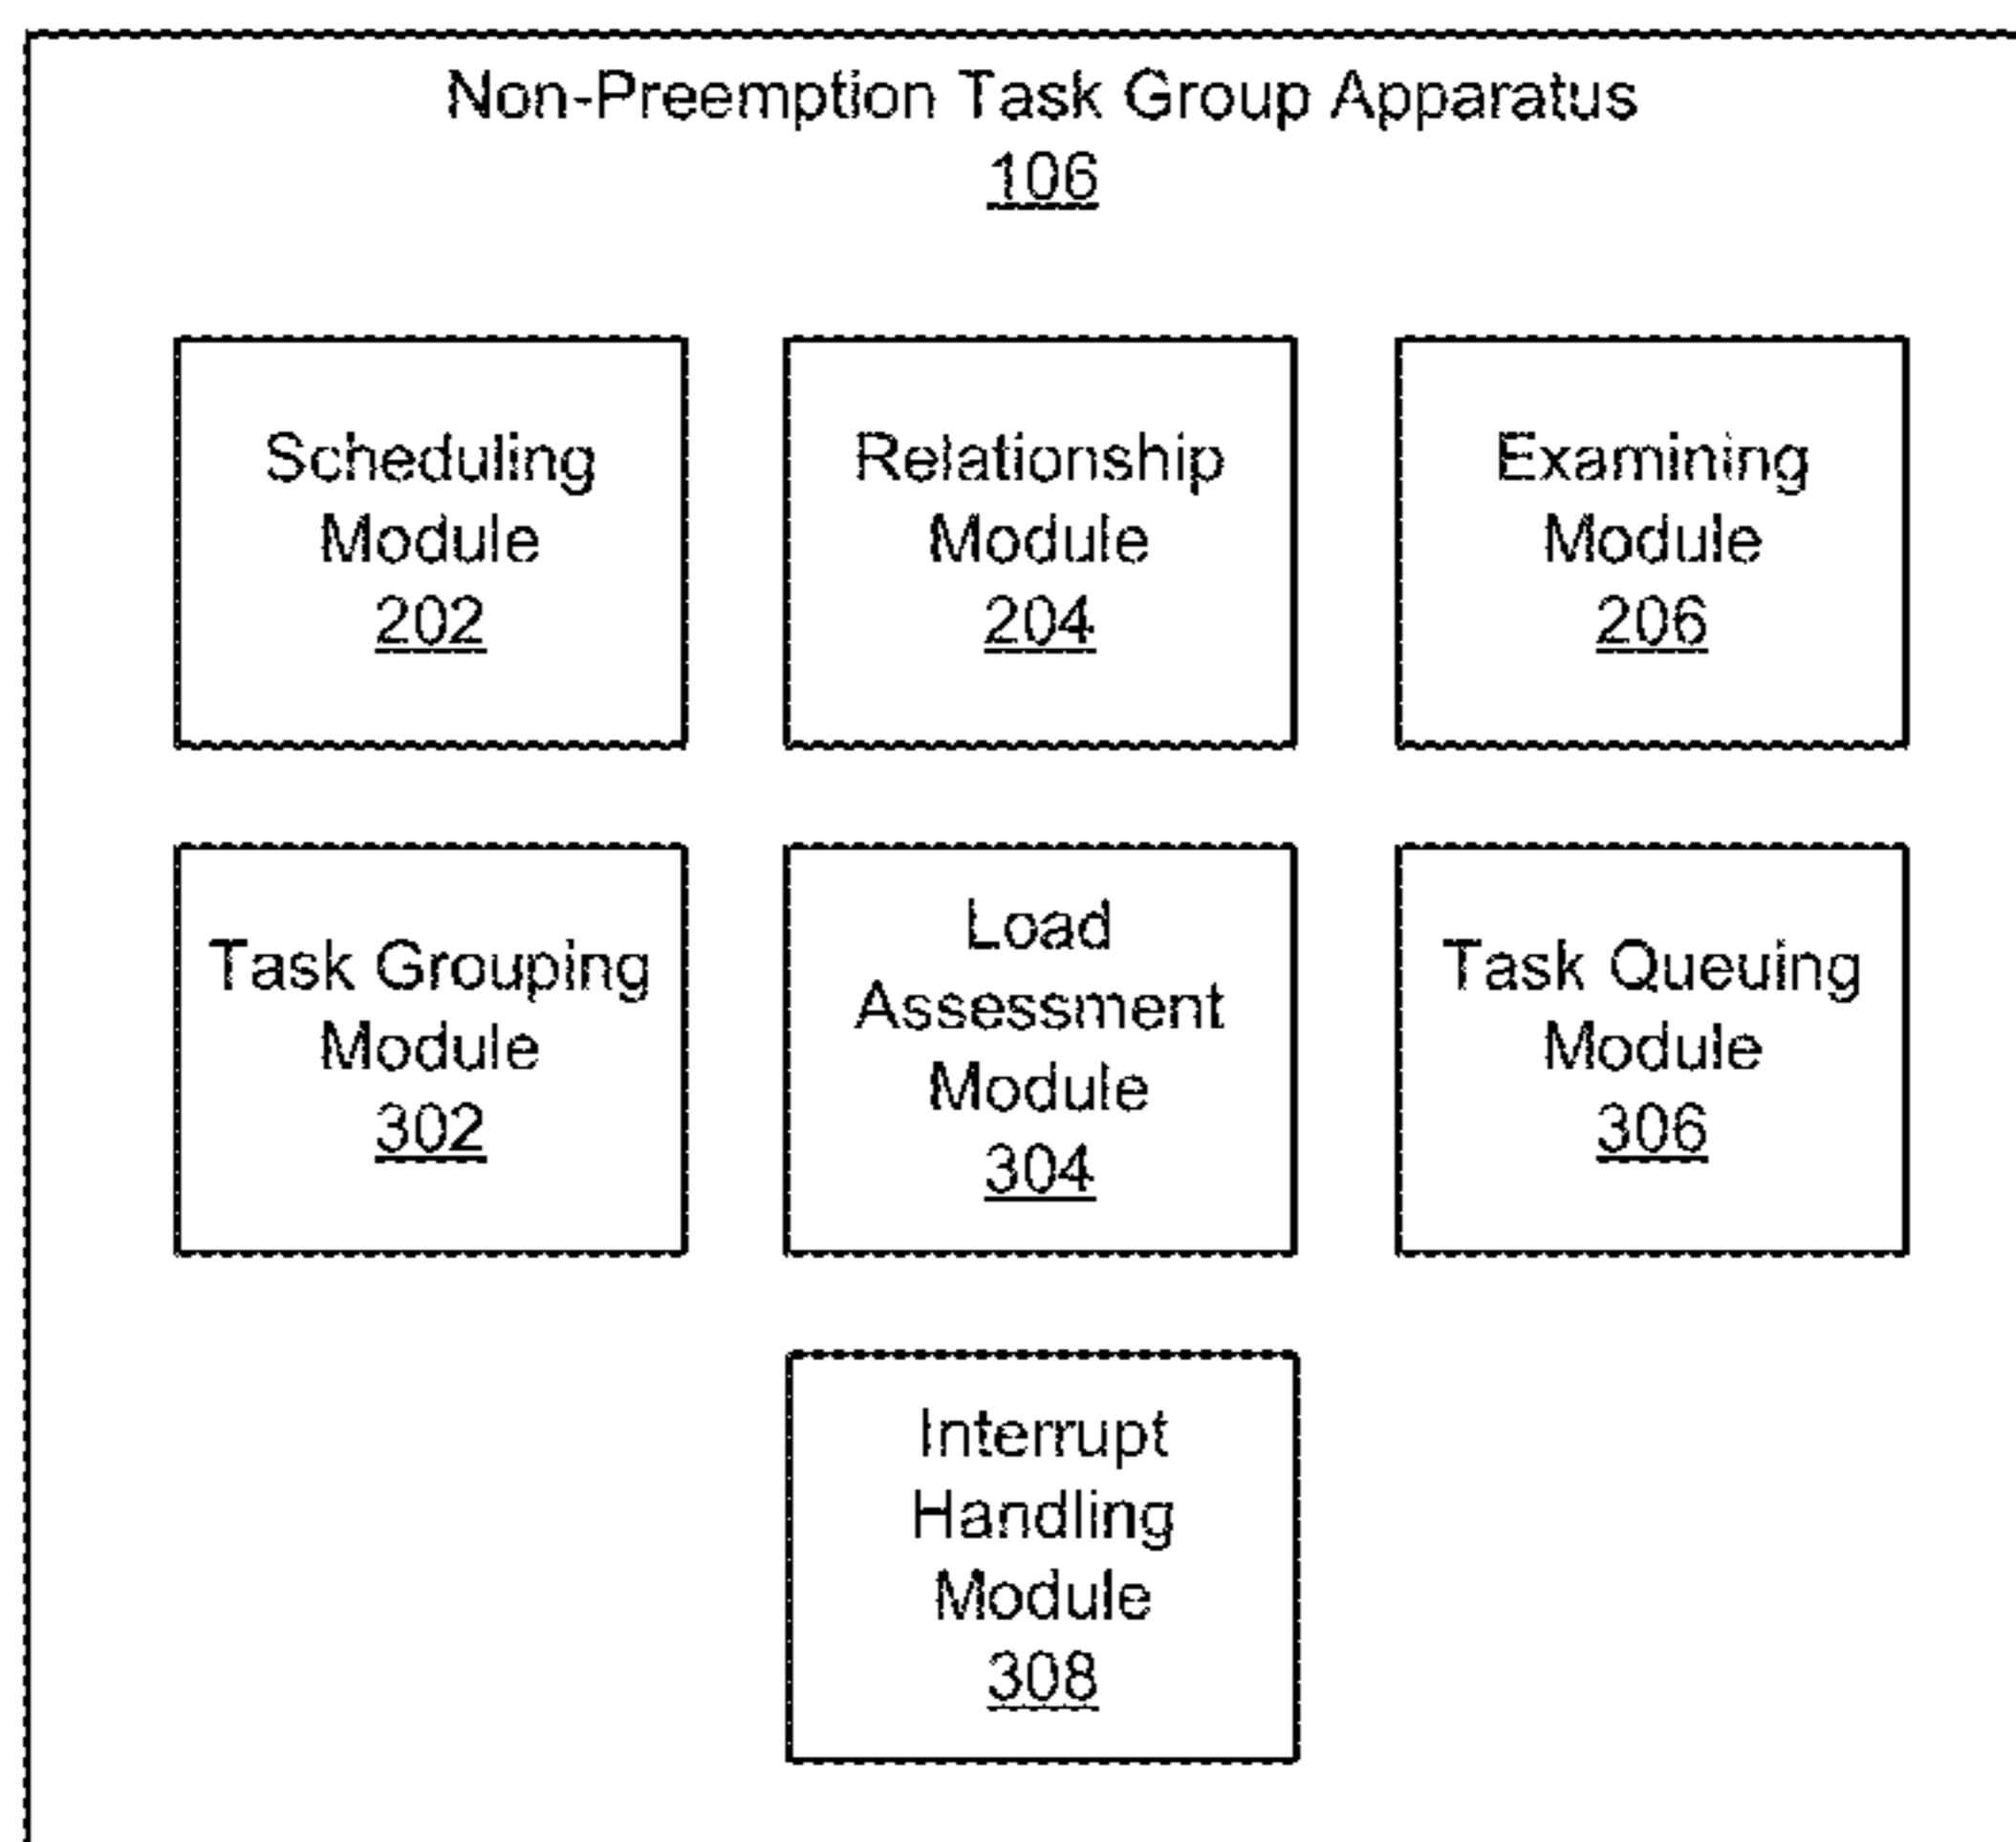 Non-Preemption Task Group Apparatus
106
Scheduling
Module
202
Relationship
Module
204
Examining
Module
206
Task Grouping
Module
302
Load
Assessment
Module
304
Task Queuing
Module
306
Interrupt
Handling
Module
308